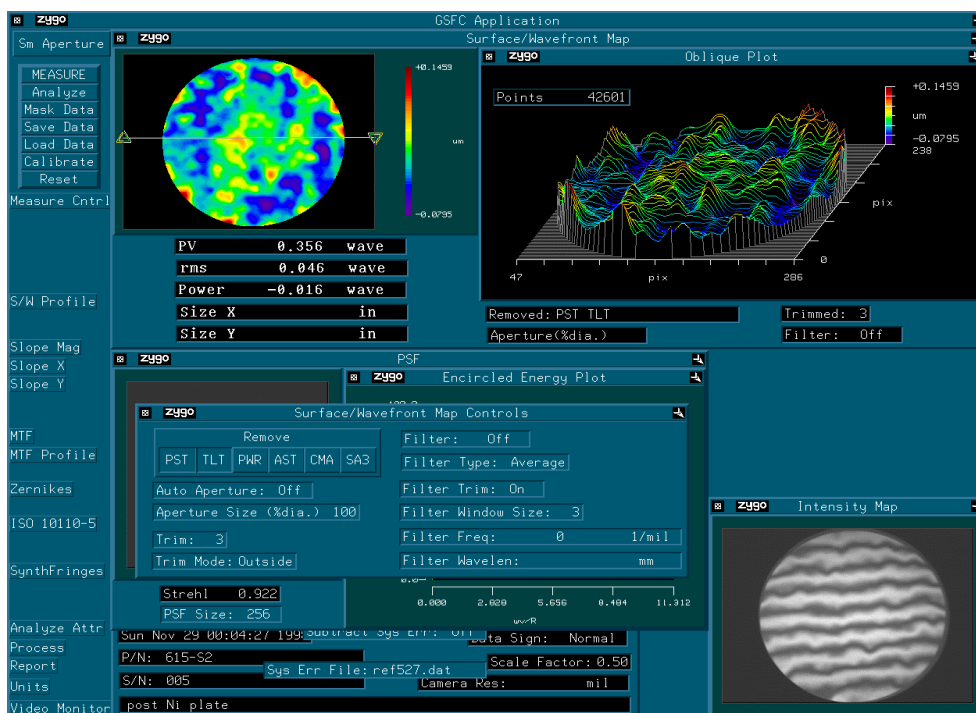 zygo GSFC Application
Sm Aperture
MEASURE
Analyze
Mask Data
Save Data
Load Data
Calibrate
Reset
Measure Cntrl
S/W Profile
Slope Mag
Slope X
Slope Y
MTF
MTF Profile
Zernikes
ISO 10110-5
SynthFringes
Analyze Attr
Process
Report
Units
Video Monitor
zygo Surface/Wavefront Map
+0.1459
um
-0.0795
PV 0.356 wave
rms 0.046 wave
Power -0.016 wave
Size X in
Size Y in
zygo Oblique Plot
Points 42601
+0.1459
um
-0.0795
238
pix
0
47 pix 286
Removed: PST TLT
Trimmed: 3
Aperture(%dia.)
Filter: Off
zygo PSF
zygo Encircled Energy Plot
zygo Surface/Wavefront Map Controls
Remove
PST TLT PWR AST CMA SA3
Auto Aperture: Off
Aperture Size (%dia.) 100
Trim: 3
Trim Mode: Outside
Filter: Off
Filter Type: Average
Filter Trim: On
Filter Window Size: 3
Filter Freq: 0 1/mil
Filter Wavelen: mm
Strehl 0.922
PSF Size: 256
0.000 2.828 5.656 8.484 11.312
wv/R
Sun Nov 29 00:04:27 199
Subtract Sys Err: Off
Data Sign: Normal
P/N: 615-S2
Sys Err File: ref527.dat
Scale Factor: 0.50
S/N: 005
Camera Res: mil
post Ni plate
zygo Intensity Map